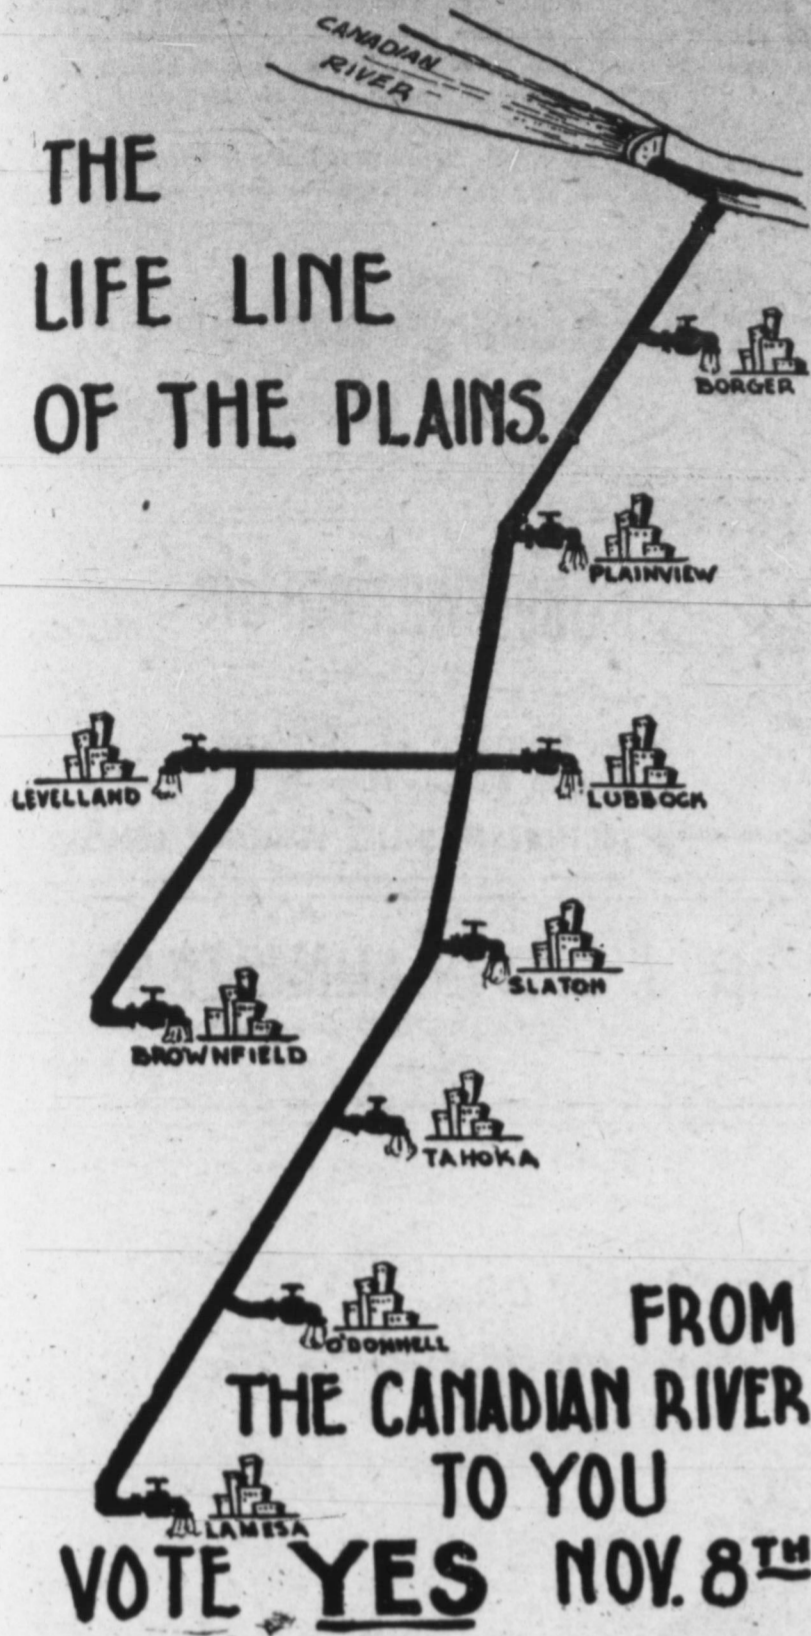 CANADIAN
RIVER
THE
LIFE LINE
OF THE PLAINS.
BORGER
PLAINVIEW
LEVELLAND
LUBBOCK
SLATON
BROWNFIELD
TAHOKA
O'DONNELL
FROM
THE CANADIAN RIVER
TO YOU
LAMESA
VOTE YES NOV. 8TH